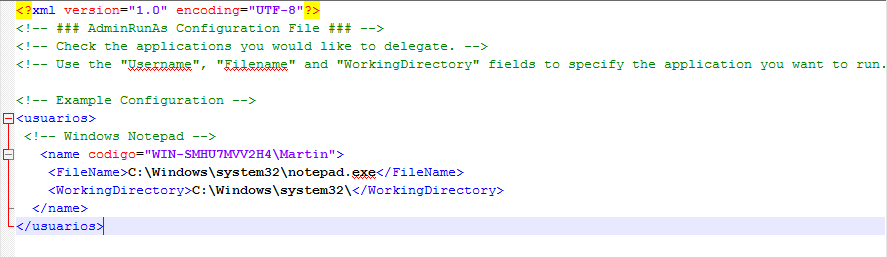 <?xml version="1.0" encoding="UTF-8"?>
<!-- ### AdminRunAs Configuration File ### -->
<!-- Check the applications you would like to delegate. -->
<!-- Use the "Username", "Filename" and "WorkingDirectory" fields to specify the application you want to run.
<!-- Example Configuration -->
<usuarios>
<!-- Windows Notepad -->
<name codigo="WIN-SMHU7MVV2H4\Martin">
<FileName>C:\Windows\system32\notepad.exe</FileName>
<WorkingDirectory>C:\Windows\system32\</WorkingDirectory>
</name>
</usuarios>